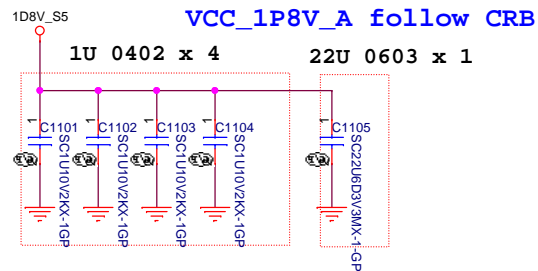 1D8V_S5
VCC_1P8V_A follow CRB
1U 0402 x 4
22U 0603 x 1
1
C1101
SC1U10V2KX-1GP
1
C1102
SC1U10V2KX-1GP
1
C1103
SC1U10V2KX-1GP
1
C1104
SC1U10V2KX-1GP
1
C1105
SC22U6D3V3MX-1-GP